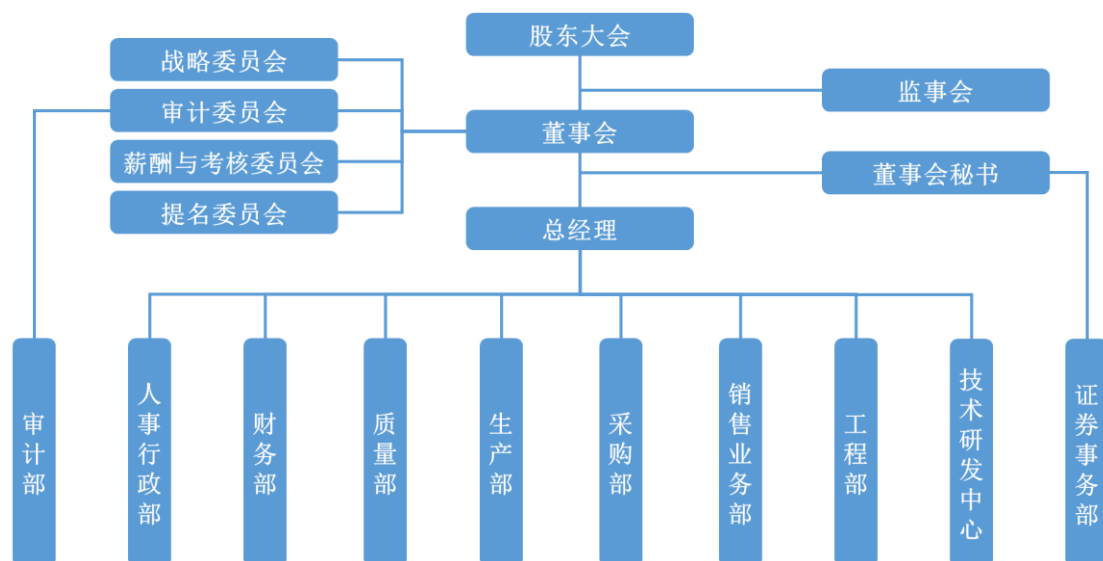 股东大会
战略委员会
监事会
审计委员会
董事会
薪酬与考核委员会
董事会秘书
提名委员会
总经理
审计部
人事行政部
财务部
质量部
生产部
采购部
销售业务部
工程部
技术研发中心
证券事务部